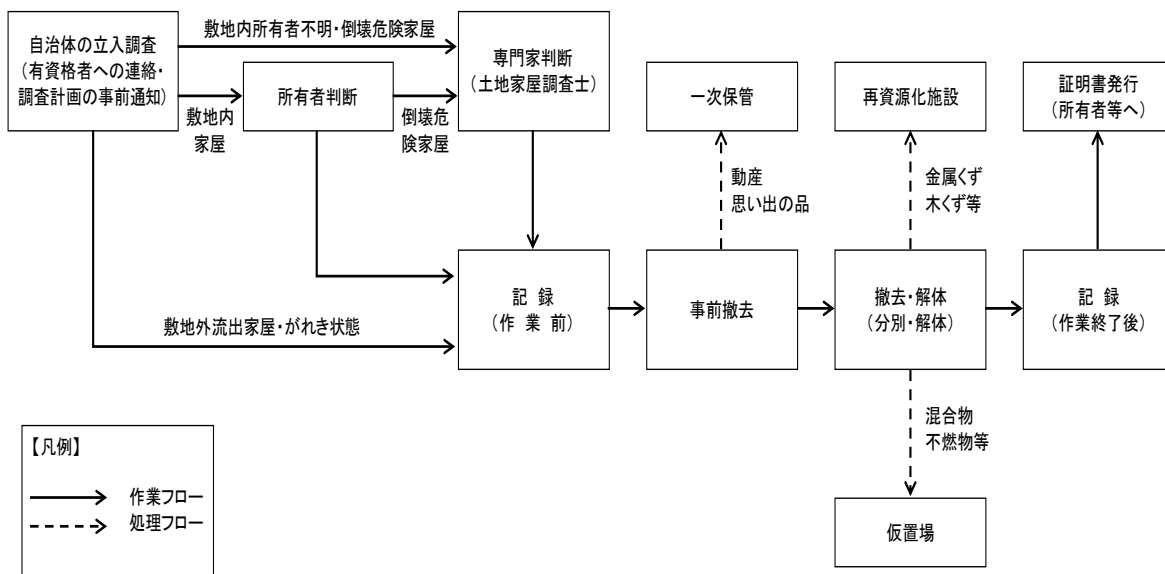 自治体の立入調査
（有資格者への連絡・
調査計画の事前通知）
敷地内所有者不明・倒壊危険家屋
敷地内
家屋
所有者判断
倒壊危
険家屋
専門家判断
（土地家屋調査士）
一次保管
再資源化施設
証明書発行
（所有者等へ）
動産
思い出の品
金属くず
木くず等
敷地外流出家屋・がれき状態
記 録
（作 業 前）
事前撤去
撤去・解体
（分別・解体）
記 録
（作業終了後）
混合物
不燃物等
仮置場
【凡例】
作業フロー
処理フロー